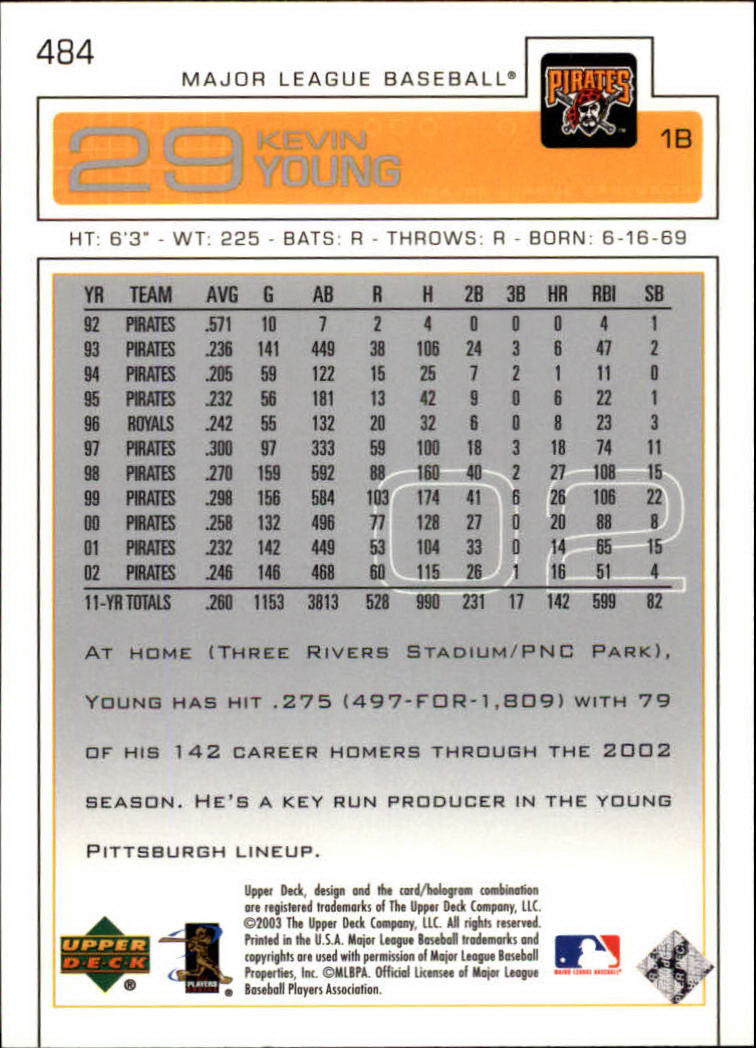 484
MAJOR LEAGUE BASEBALL®
PIRATES
™
29 KEVIN YOUNG
1B
HT: 6'3" - WT: 225 - BATS: R - THROWS: R - BORN: 6-16-69
YR TEAM AVG G AB R H 2B 3B HR RBI SB
92 PIRATES .571 10 7 2 4 0 0 0 4 1
93 PIRATES .236 141 449 38 106 24 3 6 47 2
94 PIRATES .205 59 122 15 25 7 2 1 11 0
95 PIRATES .232 56 181 13 42 9 0 6 22 1
96 ROYALS .242 55 132 20 32 6 0 8 23 3
97 PIRATES .300 97 333 59 100 18 3 18 74 11
98 PIRATES .270 159 592 88 160 40 2 27 108 15
99 PIRATES .298 156 584 103 174 41 6 26 106 22
00 PIRATES .258 132 496 77 128 27 0 20 88 8
01 PIRATES .232 142 449 53 104 33 0 14 65 15
02 PIRATES .246 146 468 60 115 26 1 16 51 4
11-YR TOTALS .260 1153 3813 528 990 231 17 142 599 82
02
AT HOME (THREE RIVERS STADIUM/PNC PARK),
YOUNG HAS HIT .275 (497-FOR-1,809) WITH 79
OF HIS 142 CAREER HOMERS THROUGH THE 2002
SEASON. HE'S A KEY RUN PRODUCER IN THE YOUNG
PITTSBURGH LINEUP.
Upper Deck, design and the card/hologram combination
are registered trademarks of The Upper Deck Company, LLC.
©2003 The Upper Deck Company, LLC. All rights reserved.
Printed in the U.S.A. Major League Baseball trademarks and
copyrights are used with permission of Major League Baseball
Properties, Inc. ©MLBPA. Official Licensee of Major League
Baseball Players Association.
UPPER
DECK
®
PLAYERS
®
MAJOR LEAGUE BASEBALL